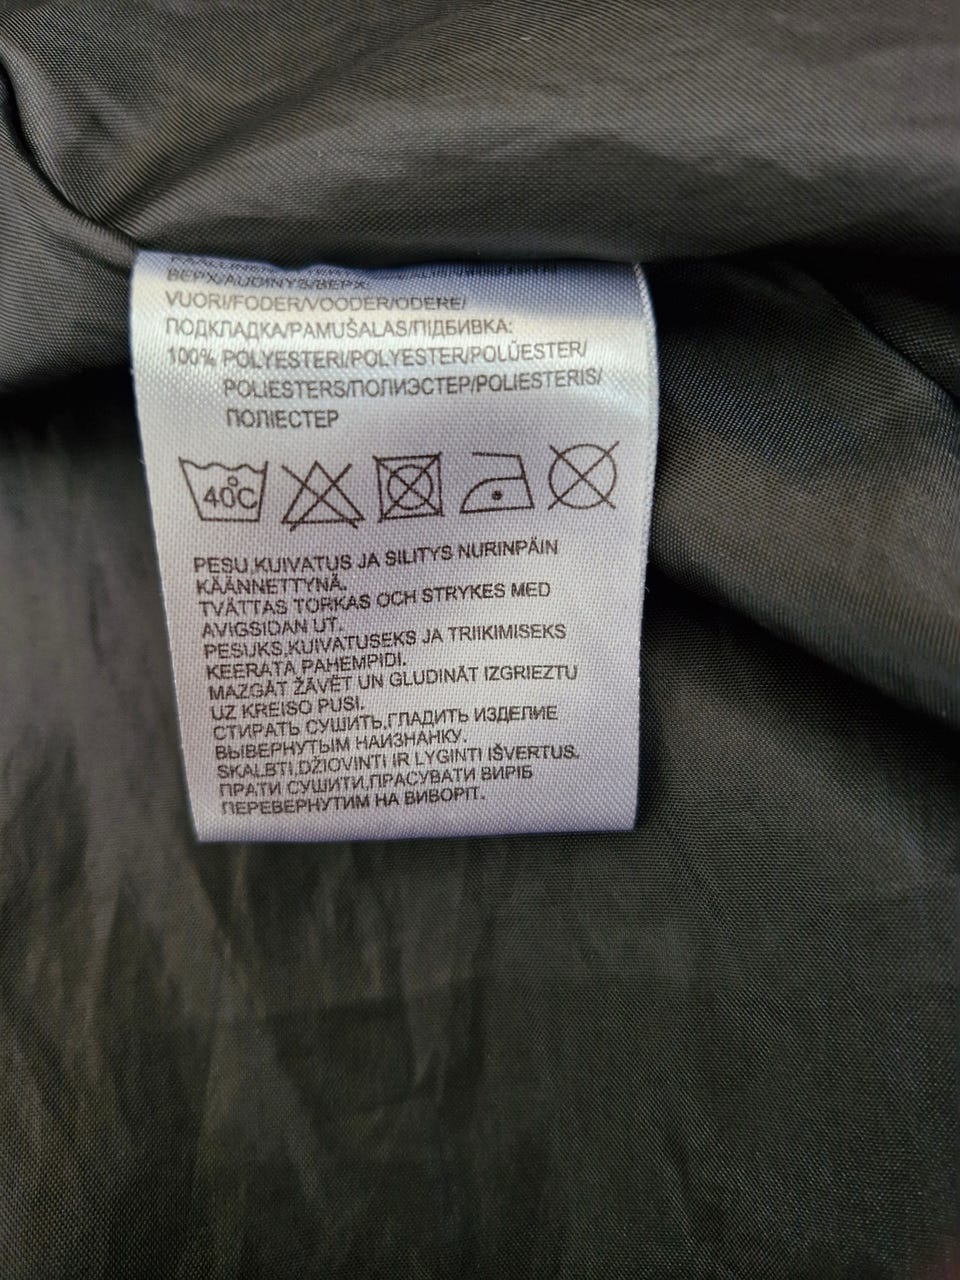 ВЕРХ/AUDINYS/ВЕРХ:
VUORI/FODER/VOODER/ODERE/
ПОДКЛАДКА/PAMUŠALAS/ПІДБИВКА:
100% POLYESTERI/POLYESTER/POLÜESTER/
POLIESTERS/ПОЛИЭСТЕР/POLIESTERIS/
ПОЛІЕСТЕР
40°C
PESU,KUIVATUS JA SILITYS NURINPÄIN
KÄÄNNETTYNÄ.
TVÄTTAS TORKAS OCH STRYKES MED
AVIGSIDAN UT.
PESUKS,KUIVATUSEKS JA TRIIKIMISEKS
KEERATA PAHEMPIDI.
MAZGĀT ŽĀVĒT UN GLUDINĀT IZGRIEZTU
UZ KREISO PUSI.
СТИРАТЬ СУШИТЬ,ГЛАДИТЬ ИЗДЕЛИЕ
ВЫВЕРНУТЫМ НАИЗНАНКУ.
SKALBTI,DŽIOVINTI IR LYGINTI IŠVERTUS.
ПРАТИ СУШИТИ,ПРАСУВАТИ ВИРІБ
ПЕРЕВЕРНУТИМ НА ВИВОРІТ.